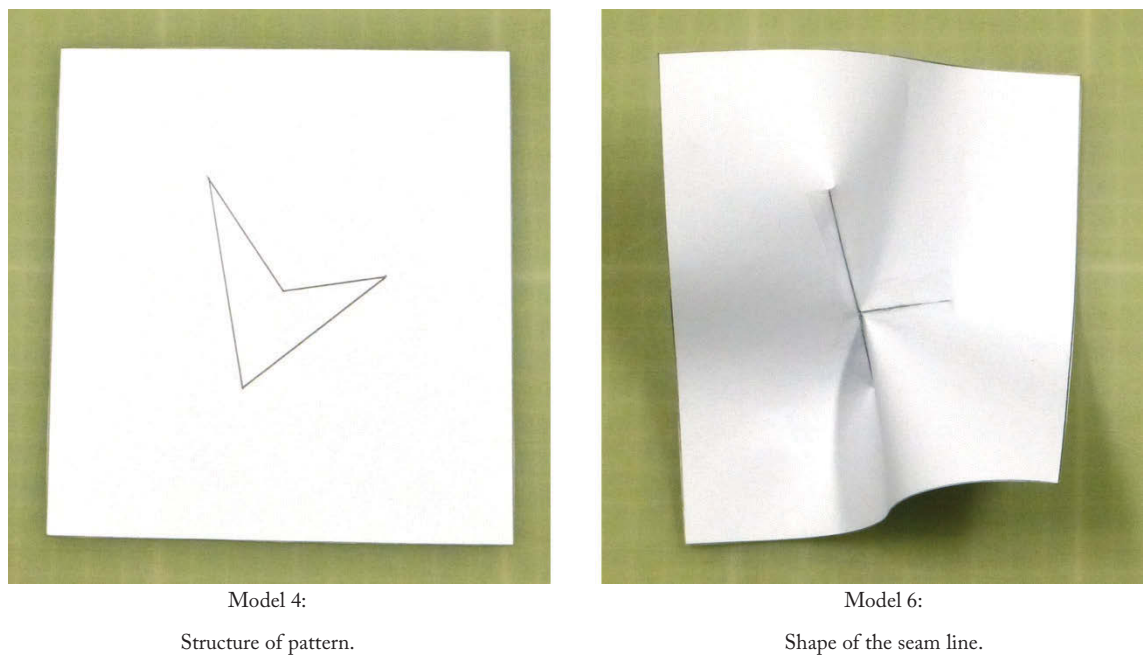 Model 4:
Structure of pattern.
Model 6:
Shape of the seam line.